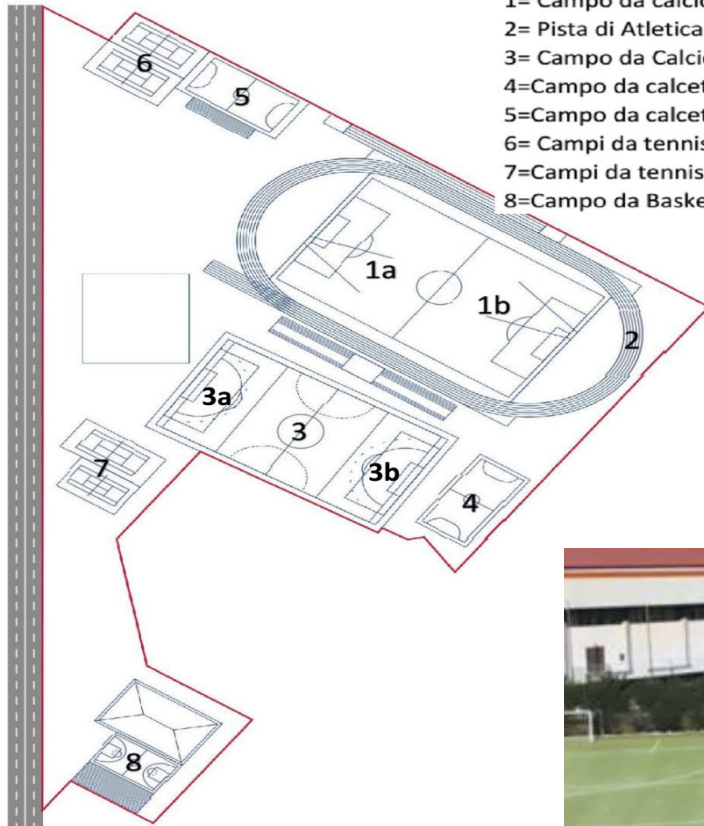 1= Campo da calcio
2= Pista di Atletica
3= Campo da Calcio
4=Campo da calcet
5=Campo da calcet
6= Campi da tennis
7=Campi da tennis
8=Campo da Baske
6
5
1a
1b
2
3a
3
3b
7
4
8